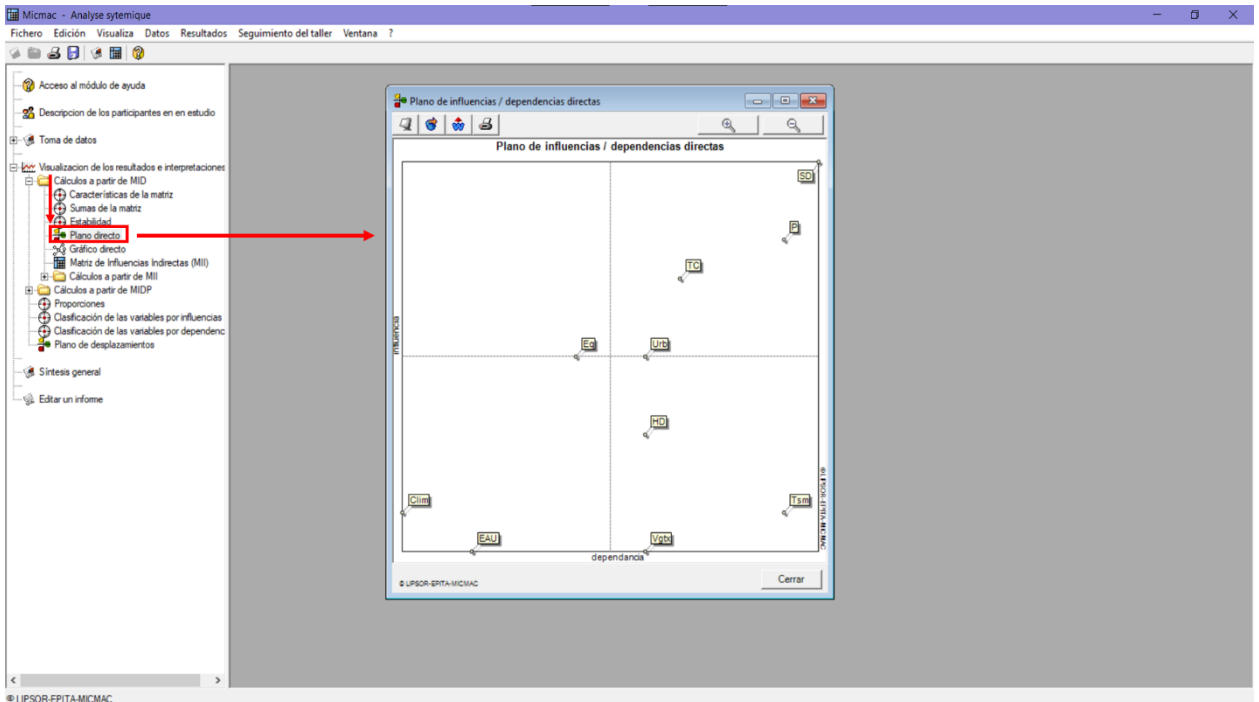 Micmac - Analyse sytemique
Fichero Edición Visualiza Datos Resultados Seguimiento del taller Ventana ?
Acceso al módulo de ayuda
Descripcion de los participantes en en estudio
Toma de datos
Visualizacion de los resultados e interpretaciones
Cálculos a partir de MID
Características de la matriz
Sumas de la matriz
Estabilidad
Plano directo
Gráfico directo
Matriz de Influencias Indirectas (MII)
Cálculos a partir de MII
Cálculos a partir de MIDP
Proporciones
Clasificación de las variables por influencias
Clasificación de las variables por dependenc
Plano de desplazamientos
Síntesis general
Editar un informe
Plano de influencias / dependencias directas
Plano de influencias / dependencias directas
SD
P
TC
influencia
Eq
Urb
HD
Clim
Tsm
EAU
Vgtx
dependancia
© LIPSOR-EPITA-MICMAC
© LIPSOR-EPITA-MICMAC
Cerrar
© LIPSOR-EPITA-MICMAC